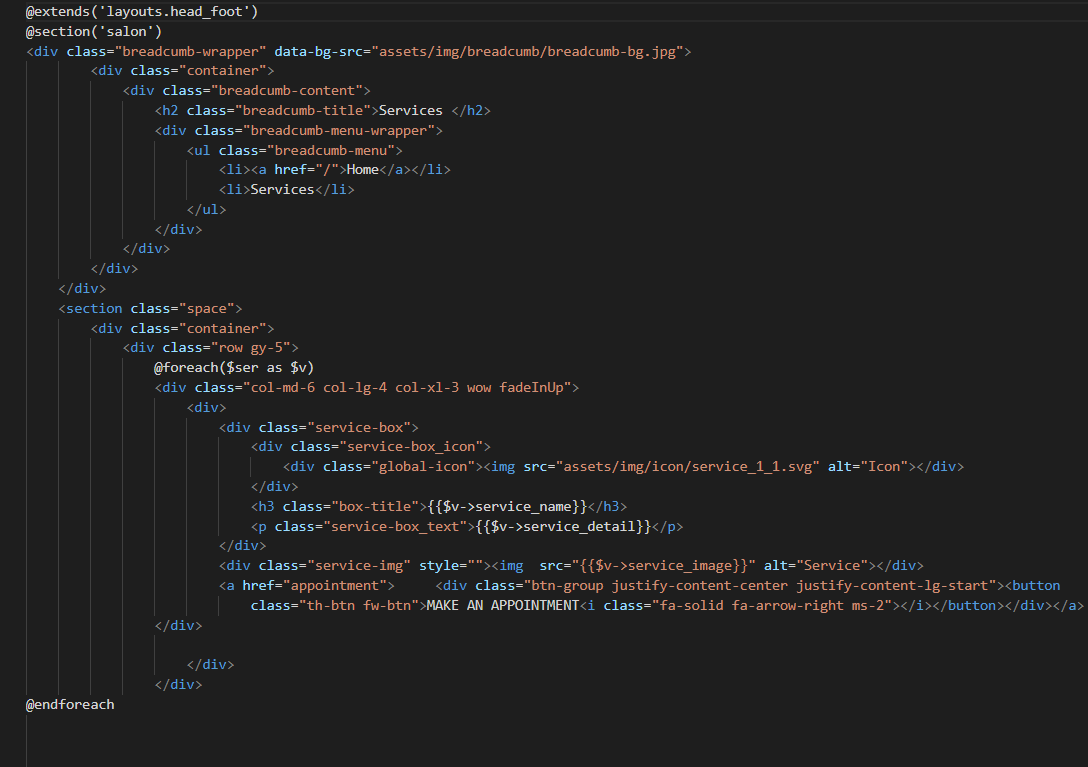 @extends('layouts.head_foot')
@section('salon')
<div class="breadcumb-wrapper" data-bg-src="assets/img/breadcumb/breadcumb-bg.jpg">
<div class="container">
<div class="breadcumb-content">
<h2 class="breadcumb-title">Services </h2>
<div class="breadcumb-menu-wrapper">
<ul class="breadcumb-menu">
<li><a href="/">Home</a></li>
<li>Services</li>
</ul>
</div>
</div>
</div>
</div>
<section class="space">
<div class="container">
<div class="row gy-5">
@foreach($ser as $v)
<div class="col-md-6 col-lg-4 col-xl-3 wow fadeInUp">
<div>
<div class="service-box">
<div class="service-box_icon">
<div class="global-icon"><img src="assets/img/icon/service_1_1.svg" alt="Icon"></div>
</div>
<h3 class="box-title">{{$v->service_name}}</h3>
<p class="service-box_text">{{$v->service_detail}}</p>
</div>
<div class="service-img" style=""><img  src="{{$v->service_image}}" alt="Service"></div>
<a href="appointment">     <div class="btn-group justify-content-center justify-content-lg-start"><button
class="th-btn fw-btn">MAKE AN APPOINTMENT<i class="fa-solid fa-arrow-right ms-2"></i></button></div></a>
</div>
</div>
</div>
@endforeach